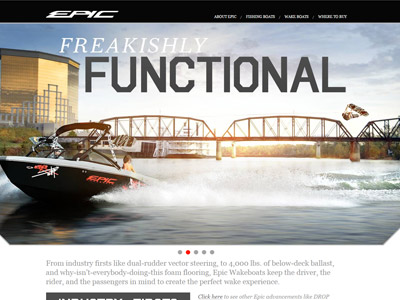 EPIC
ABOUT EPIC / FISHING BOATS / WAKE BOATS / WHERE TO BUY
FREAKISHLY
FUNCTIONAL
EPIC
From industry firsts like dual-rudder vector steering, to 4,000 lbs. of below-deck ballast,
and why-isn't-everybody-doing-this foam flooring, Epic Wakeboats keep the driver, the
rider, and the passengers in mind to create the perfect wake experience.
INDUSTRY FIRSTS
Click here to see other Epic advancements like DROP